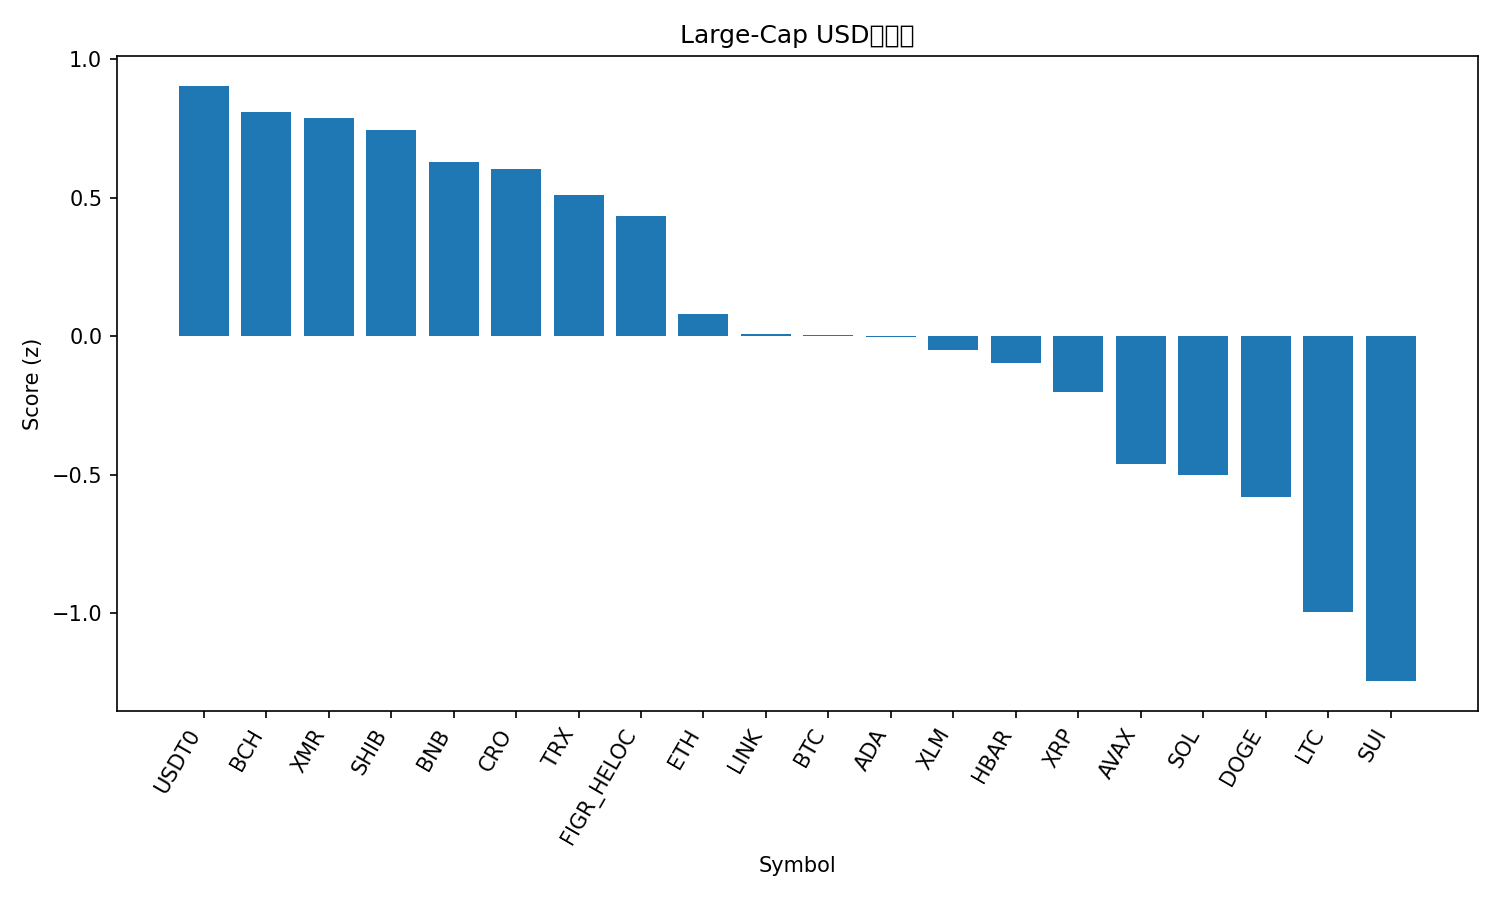 Large-Cap USD
Score (z)
1.0
0.5
0.0
−0.5
−1.0
USDT0
BCH
XMR
SHIB
BNB
CRO
TRX
FIGR_HELOC
ETH
LINK
BTC
ADA
XLM
HBAR
XRP
AVAX
SOL
DOGE
LTC
SUI
Symbol